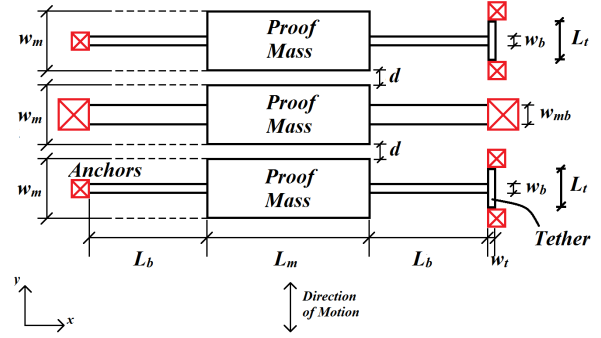 w_m
Proof
Mass
w_b
L_t
d
w_m
Proof
Mass
w_mb
d
Anchors
w_m
Proof
Mass
w_b
L_t
Tether
L_b
L_m
L_b
w_t
y
x
Direction
of Motion